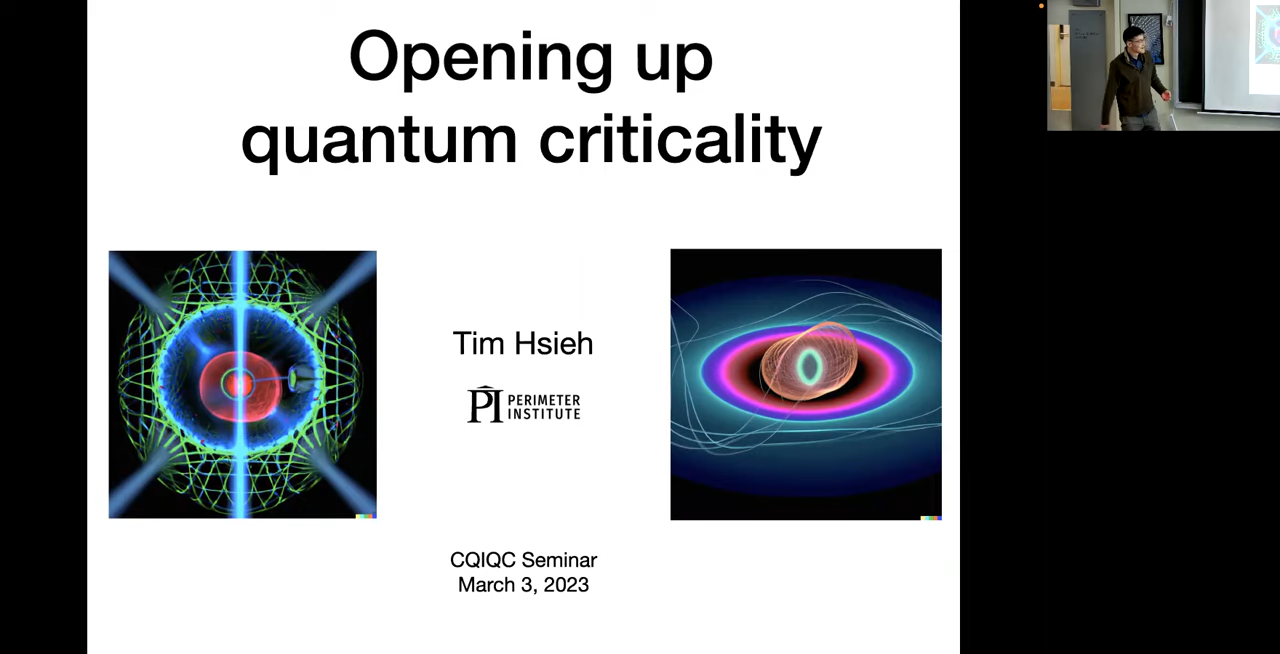 Opening up
quantum criticality
Tim Hsieh
PI PERIMETER
INSTITUTE
CQIQC Seminar
March 3, 2023